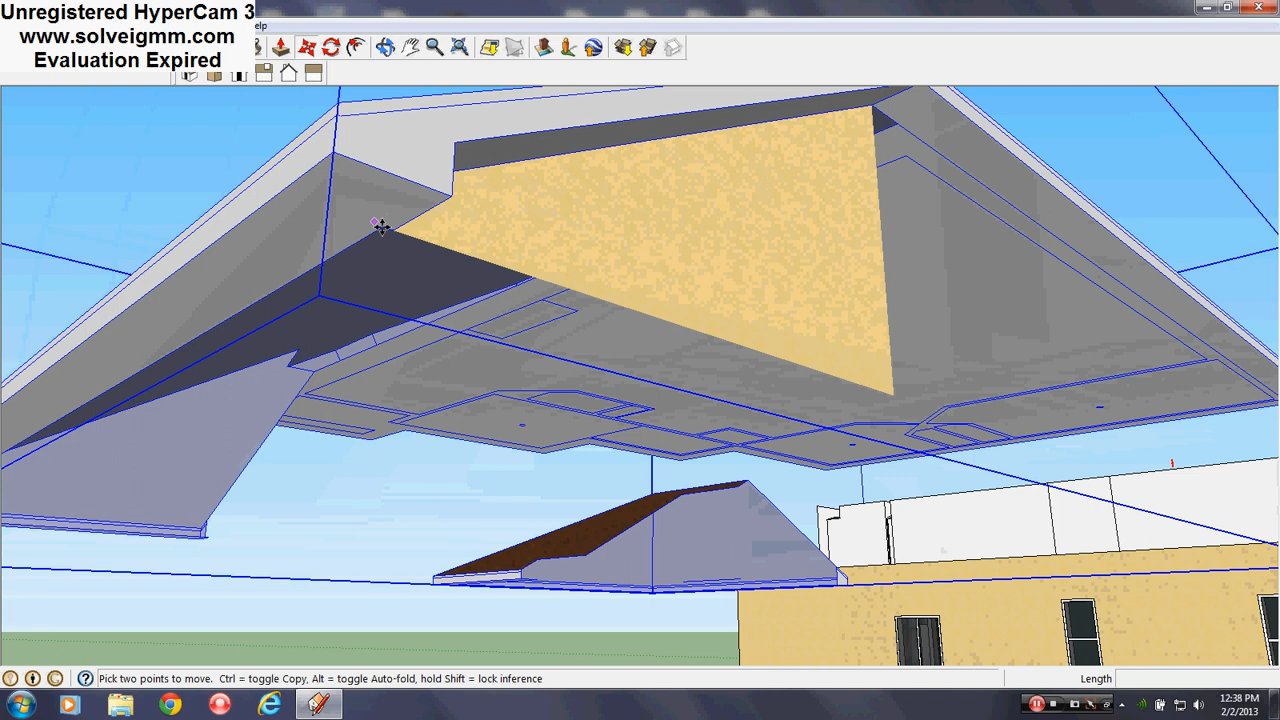 Unregistered HyperCam 3
www.solveigmm.com
Evaluation Expired
elp
Pick two points to move. Ctrl = toggle Copy, Alt = toggle Auto-fold, hold Shift = lock inference
Length
12:38 PM
2/2/2013